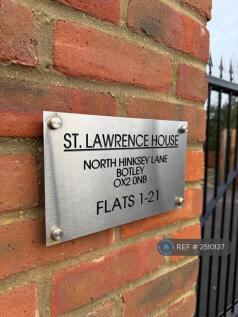 ST. LAWRENCE HOUSE
NORTH HINKSEY LANE
BOTLEY
OX2 0NB
FLATS 1-21
REF # 2510137